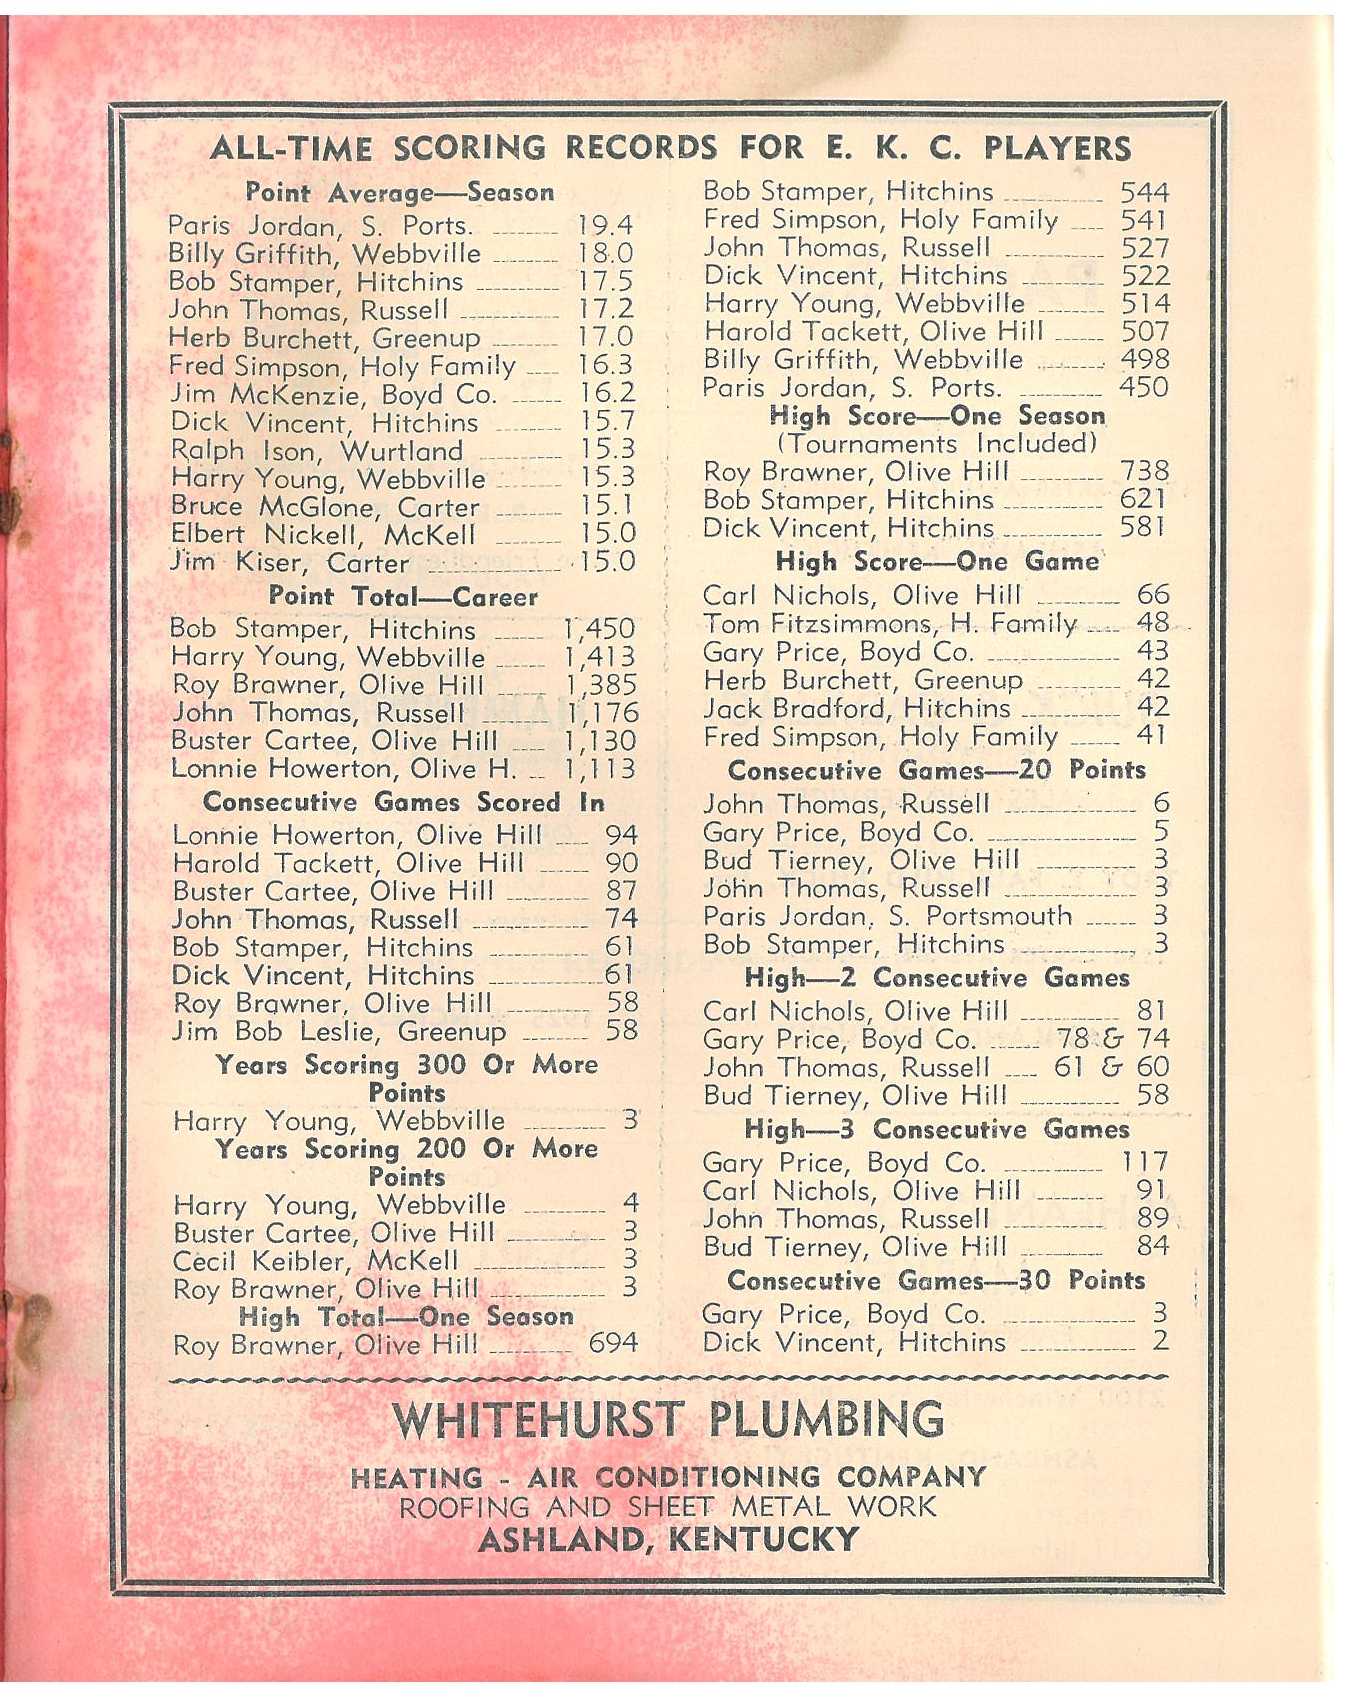 ALL-TIME SCORING RECORDS FOR E. K. C. PLAYERS
Point Average—Season
Paris Jordan, S. Ports. 19.4
Billy Griffith, Webbville 18.0
Bob Stamper, Hitchins 17.5
John Thomas, Russell 17.2
Herb Burchett, Greenup 17.0
Fred Simpson, Holy Family 16.3
Jim McKenzie, Boyd Co. 16.2
Dick Vincent, Hitchins 15.7
Ralph Ison, Wurtland 15.3
Harry Young, Webbville 15.3
Bruce McGlone, Carter 15.1
Elbert Nickell, McKell 15.0
Jim Kiser, Carter 15.0
Point Total—Career
Bob Stamper, Hitchins 1,450
Harry Young, Webbville 1,413
Roy Brawner, Olive Hill 1,385
John Thomas, Russell 1,176
Buster Cartee, Olive Hill 1,130
Lonnie Howerton, Olive H. 1,113
Consecutive Games Scored In
Lonnie Howerton, Olive Hill 94
Harold Tackett, Olive Hill 90
Buster Cartee, Olive Hill 87
John Thomas, Russell 74
Bob Stamper, Hitchins 61
Dick Vincent, Hitchins 61
Roy Brawner, Olive Hill 58
Jim Bob Leslie, Greenup 58
Years Scoring 300 Or More
Points
Harry Young, Webbville 3
Years Scoring 200 Or More
Points
Harry Young, Webbville 4
Buster Cartee, Olive Hill 3
Cecil Keibler, McKell 3
Roy Brawner, Olive Hill 3
High Total—One Season
Roy Brawner, Olive Hill 694
Bob Stamper, Hitchins 544
Fred Simpson, Holy Family 541
John Thomas, Russell 527
Dick Vincent, Hitchins 522
Harry Young, Webbville 514
Harold Tackett, Olive Hill 507
Billy Griffith, Webbville 498
Paris Jordan, S. Ports. 450
High Score—One Season
(Tournaments Included)
Roy Brawner, Olive Hill 738
Bob Stamper, Hitchins 621
Dick Vincent, Hitchins 581
High Score—One Game
Carl Nichols, Olive Hill 66
Tom Fitzsimmons, H. Family 48
Gary Price, Boyd Co. 43
Herb Burchett, Greenup 42
Jack Bradford, Hitchins 42
Fred Simpson, Holy Family 41
Consecutive Games—20 Points
John Thomas, Russell 6
Gary Price, Boyd Co. 5
Bud Tierney, Olive Hill 3
John Thomas, Russell 3
Paris Jordan, S. Portsmouth 3
Bob Stamper, Hitchins 3
High—2 Consecutive Games
Carl Nichols, Olive Hill 81
Gary Price, Boyd Co. 78 & 74
John Thomas, Russell 61 & 60
Bud Tierney, Olive Hill 58
High—3 Consecutive Games
Gary Price, Boyd Co. 117
Carl Nichols, Olive Hill 91
John Thomas, Russell 89
Bud Tierney, Olive Hill 84
Consecutive Games—30 Points
Gary Price, Boyd Co. 3
Dick Vincent, Hitchins 2
WHITEHURST PLUMBING
HEATING - AIR CONDITIONING COMPANY
ROOFING AND SHEET METAL WORK
ASHLAND, KENTUCKY